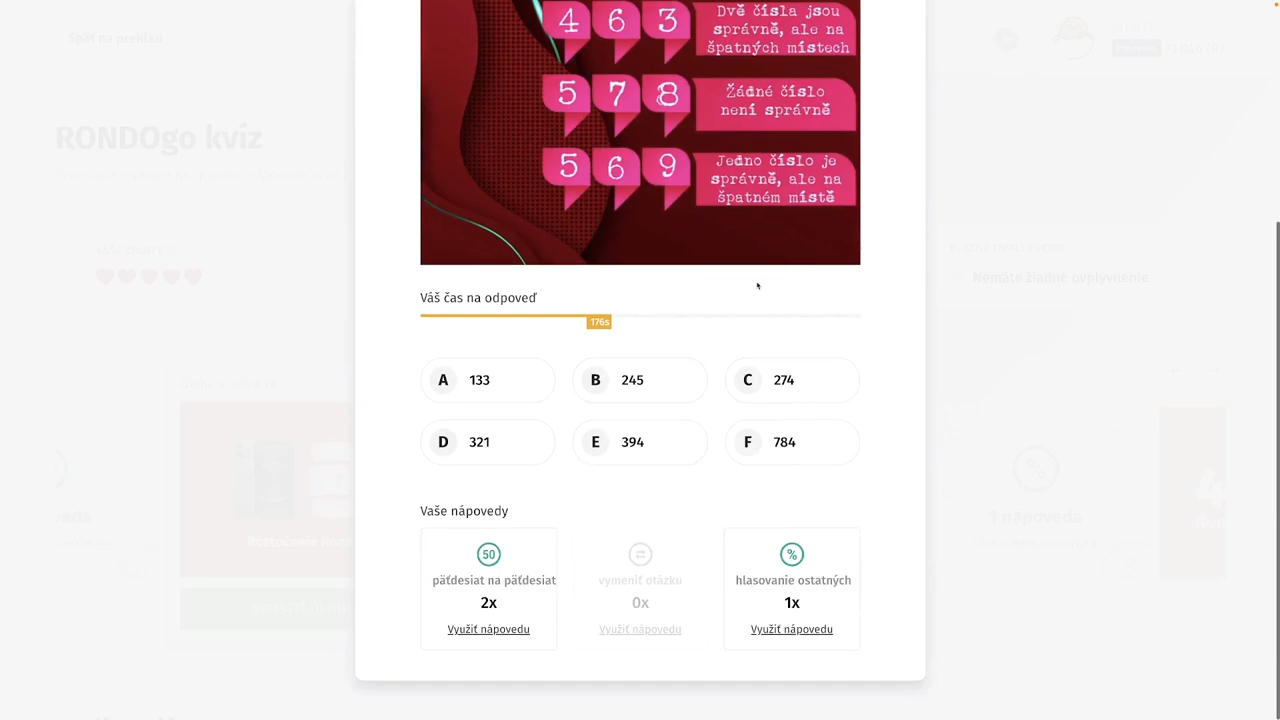 Späť na prehľad
RONDOgo kvíz
4 6 3
Dvě čísla jsou
správně, ale na
špatných místech
5 7 8
Žádné číslo
není správně
5 6 9
Jedno číslo je
správně, ale na
špatném místě
Váš čas na odpoveď
176s
A 133
B 245
C 274
D 321
E 394
F 784
Vaše nápovedy
50
päťdesiat na päťdesiat
2x
Využiť nápovedu
vymeniť otázku
0x
Využiť nápovedu
%
hlasovanie ostatných
1x
Využiť nápovedu
Nemáte žiadne ovplyvnenie
1 nápoveda